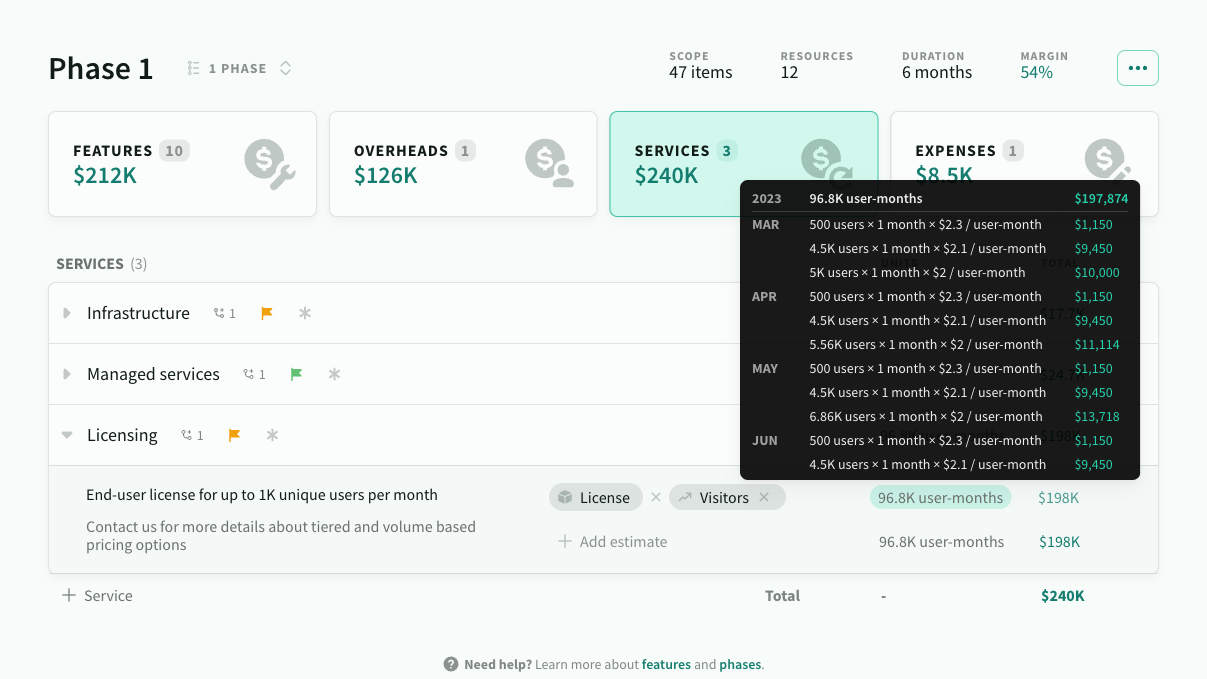 Phase 1
1 PHASE
SCOPE
47 items
RESOURCES
12
DURATION
6 months
MARGIN
54%
FEATURES 10
$212K
OVERHEADS 1
$126K
SERVICES 3
$240K
EXPENSES 1
$8.5K
2023 96.8K user-months $197,874
MAR 500 users × 1 month × $2.3 / user-month $1,150
4.5K users × 1 month × $2.1 / user-month $9,450
5K users × 1 month × $2 / user-month $10,000
APR 500 users × 1 month × $2.3 / user-month $1,150
4.5K users × 1 month × $2.1 / user-month $9,450
5.56K users × 1 month × $2 / user-month $11,114
MAY 500 users × 1 month × $2.3 / user-month $1,150
4.5K users × 1 month × $2.1 / user-month $9,450
6.86K users × 1 month × $2 / user-month $13,718
JUN 500 users × 1 month × $2.3 / user-month $1,150
4.5K users × 1 month × $2.1 / user-month $9,450
SERVICES (3)
Infrastructure 1
Managed services 1
Licensing 1
End-user license for up to 1K unique users per month
License × Visitors × 96.8K user-months $198K
Contact us for more details about tiered and volume based
pricing options
+ Add estimate 96.8K user-months $198K
+ Service Total - $240K
Need help? Learn more about features and phases.